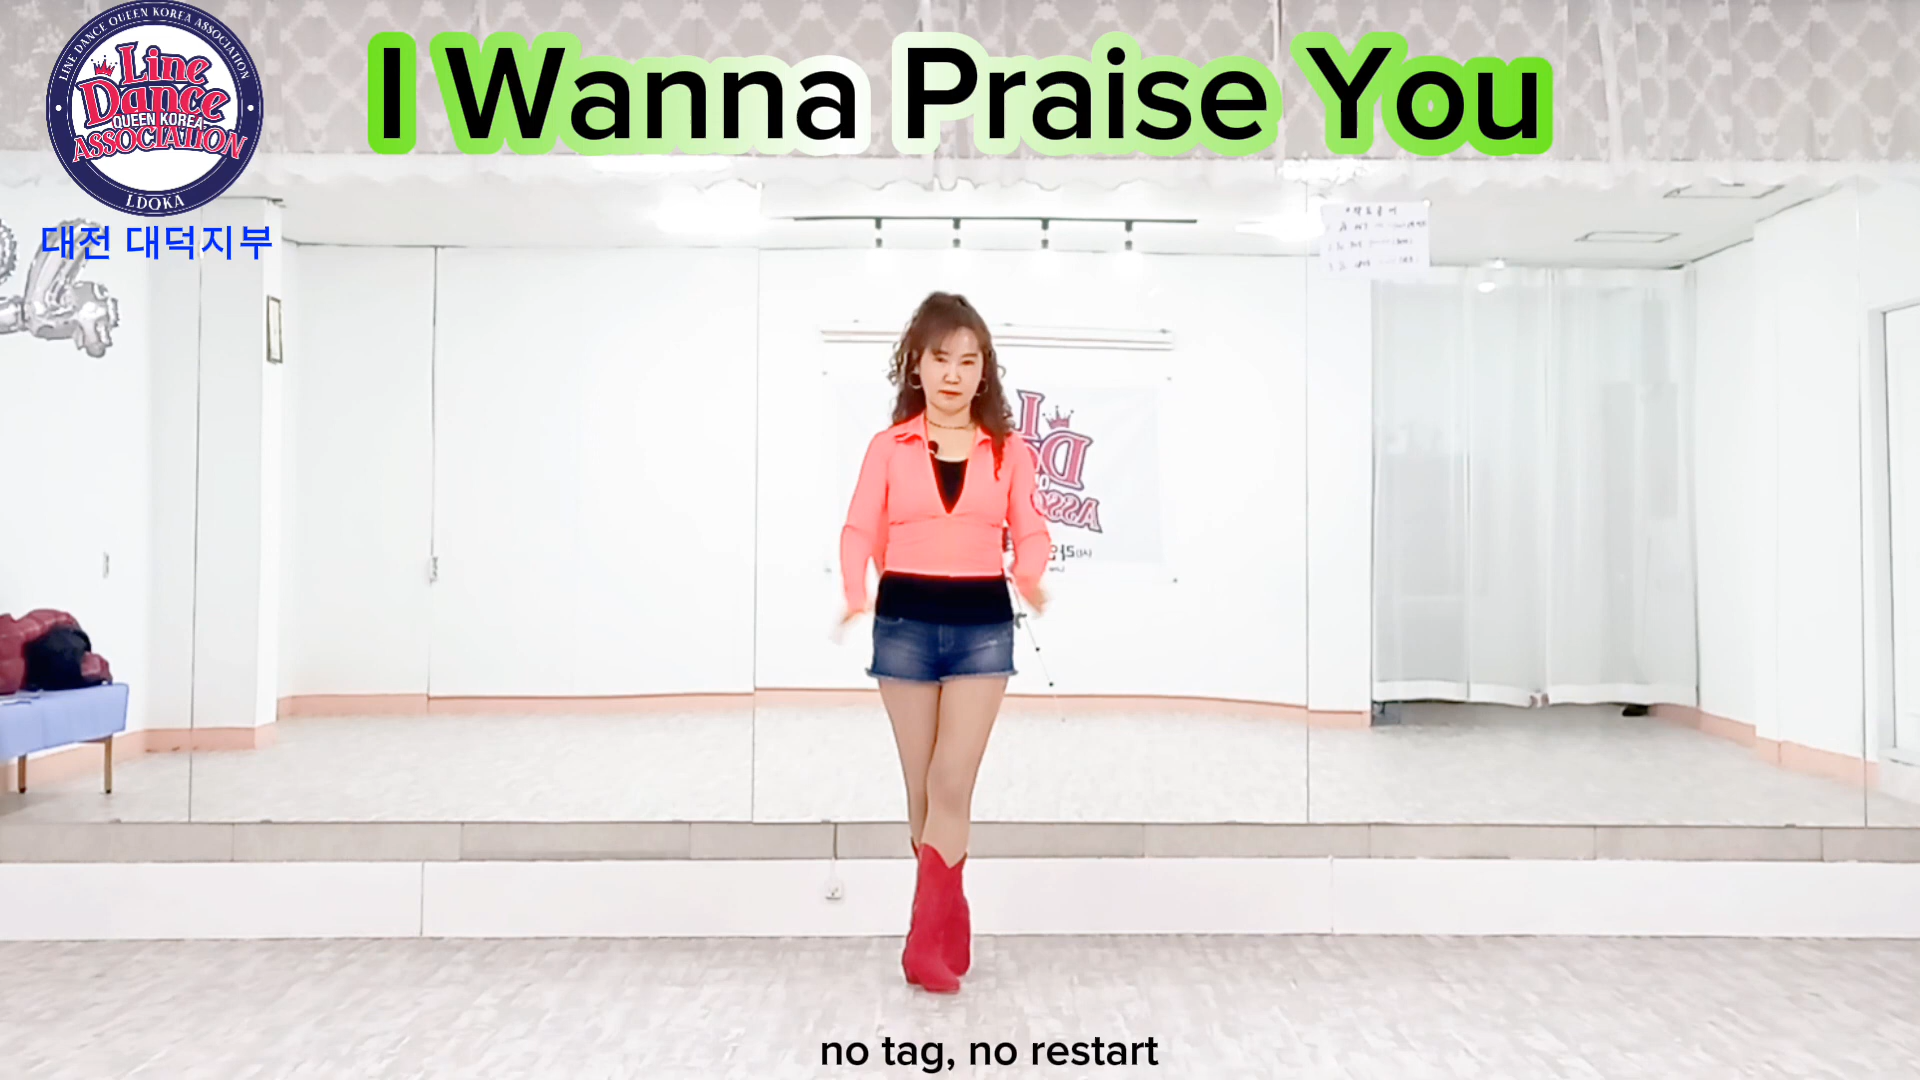 LINE DANCE QUEEN KOREA ASSOCIATION
Line
Dance
QUEEN KOREA
ASSOCIATION
LDOKA
대전 대덕지부
I Wanna Praise You
no tag, no restart